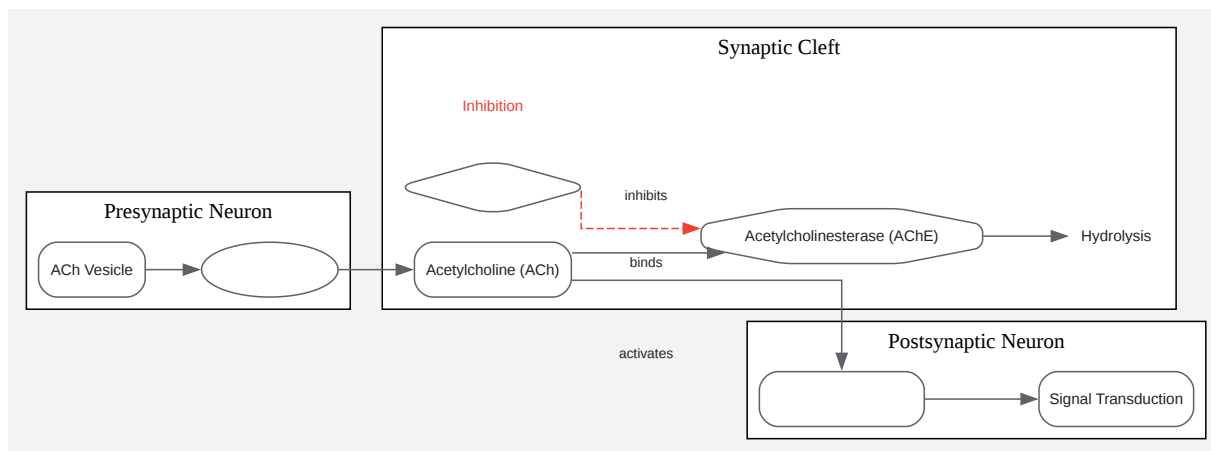 Synaptic Cleft
Inhibition
inhibits
Presynaptic Neuron
ACh Vesicle
Acetylcholine (ACh)
binds
Acetylcholinesterase (AChE)
Hydrolysis
activates
Postsynaptic Neuron
Signal Transduction